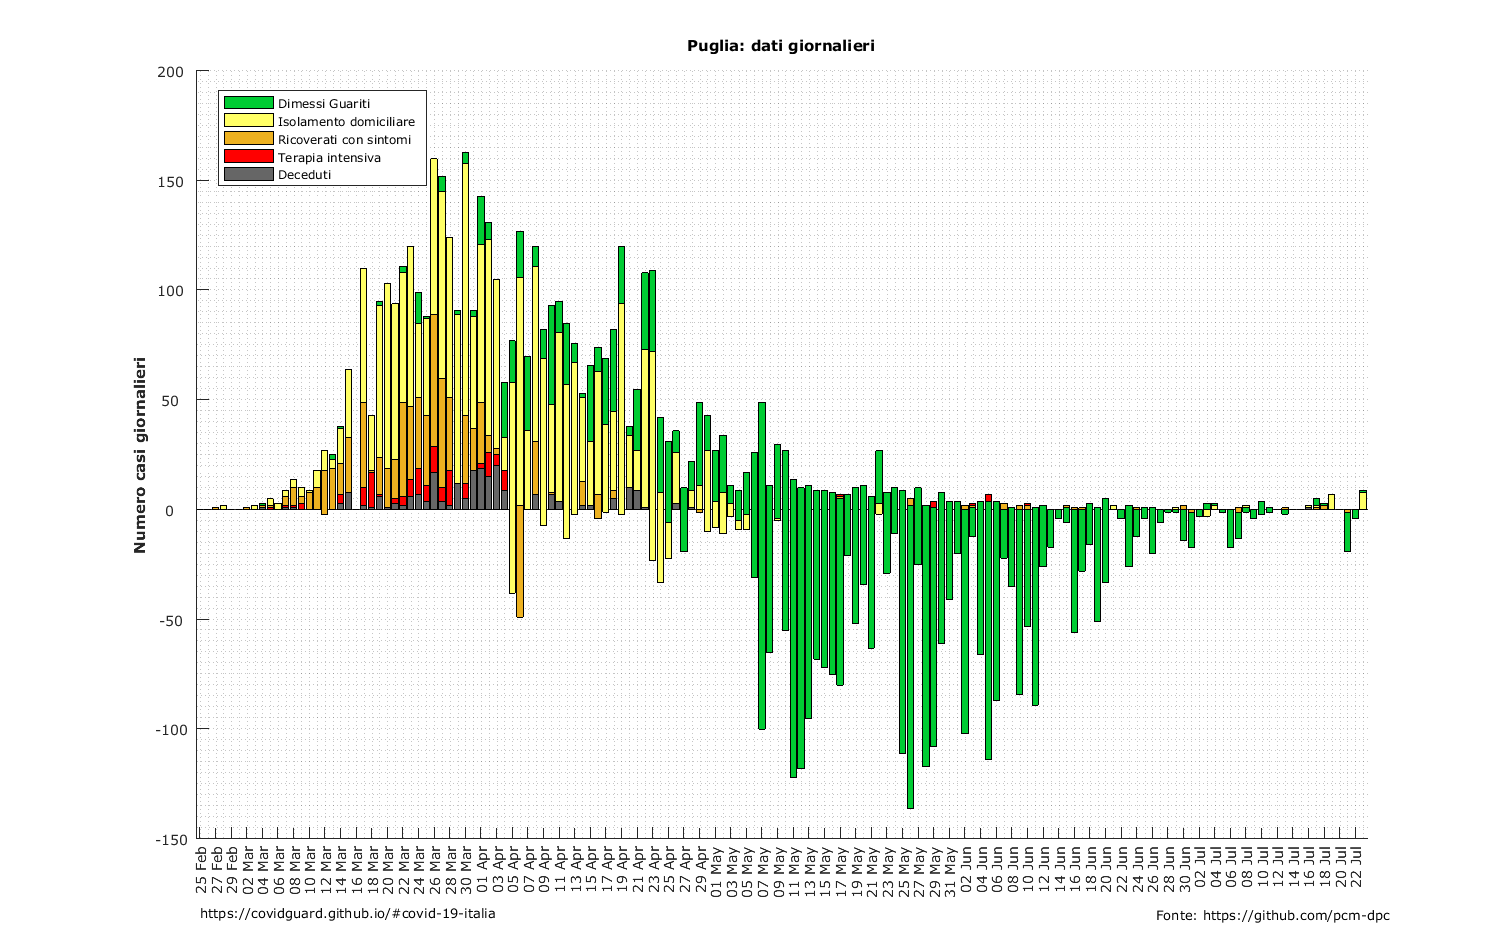 Puglia: dati giornalieri
Dimessi Guariti
Isolamento domiciliare
Ricoverati con sintomi
Terapia intensiva
Deceduti
Numero casi giornalieri
200
150
100
50
0
-50
-100
-150
25 Feb
27 Feb
29 Feb
02 Mar
04 Mar
06 Mar
08 Mar
10 Mar
12 Mar
14 Mar
16 Mar
18 Mar
20 Mar
22 Mar
24 Mar
26 Mar
28 Mar
30 Mar
01 Apr
03 Apr
05 Apr
07 Apr
09 Apr
11 Apr
13 Apr
15 Apr
17 Apr
19 Apr
21 Apr
23 Apr
25 Apr
27 Apr
29 Apr
01 May
03 May
05 May
07 May
09 May
11 May
13 May
15 May
17 May
19 May
21 May
23 May
25 May
27 May
29 May
31 May
02 Jun
04 Jun
06 Jun
08 Jun
10 Jun
12 Jun
14 Jun
16 Jun
18 Jun
20 Jun
22 Jun
24 Jun
26 Jun
28 Jun
30 Jun
02 Jul
04 Jul
06 Jul
08 Jul
10 Jul
12 Jul
14 Jul
16 Jul
18 Jul
20 Jul
22 Jul
https://covidguard.github.io/#covid-19-italia
Fonte: https://github.com/pcm-dpc